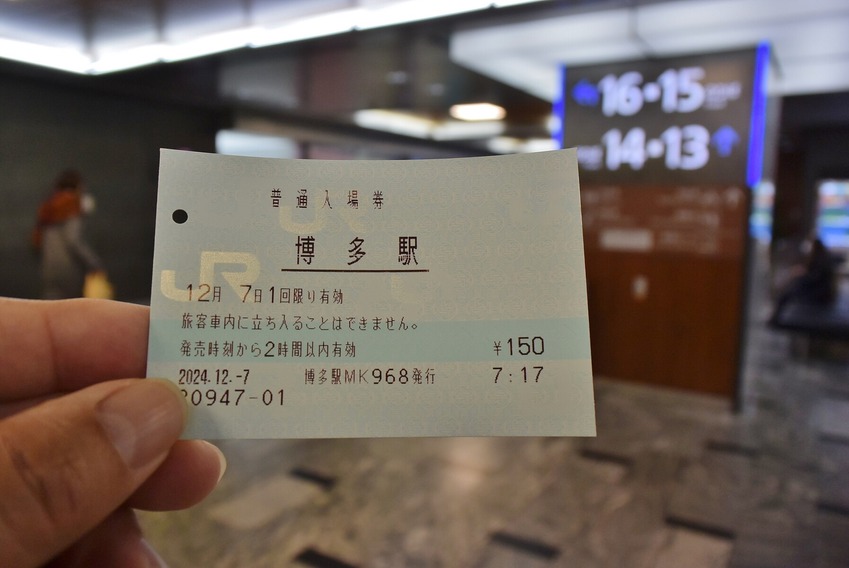 16・15
14・13
普通入場券
博多駅
JR
12月 7日1回限り有効
旅客車内に立ち入ることはできません。
発売時刻から2時間以内有効 ¥150
2024.12.-7 博多駅MK968発行 7:17
0947-01